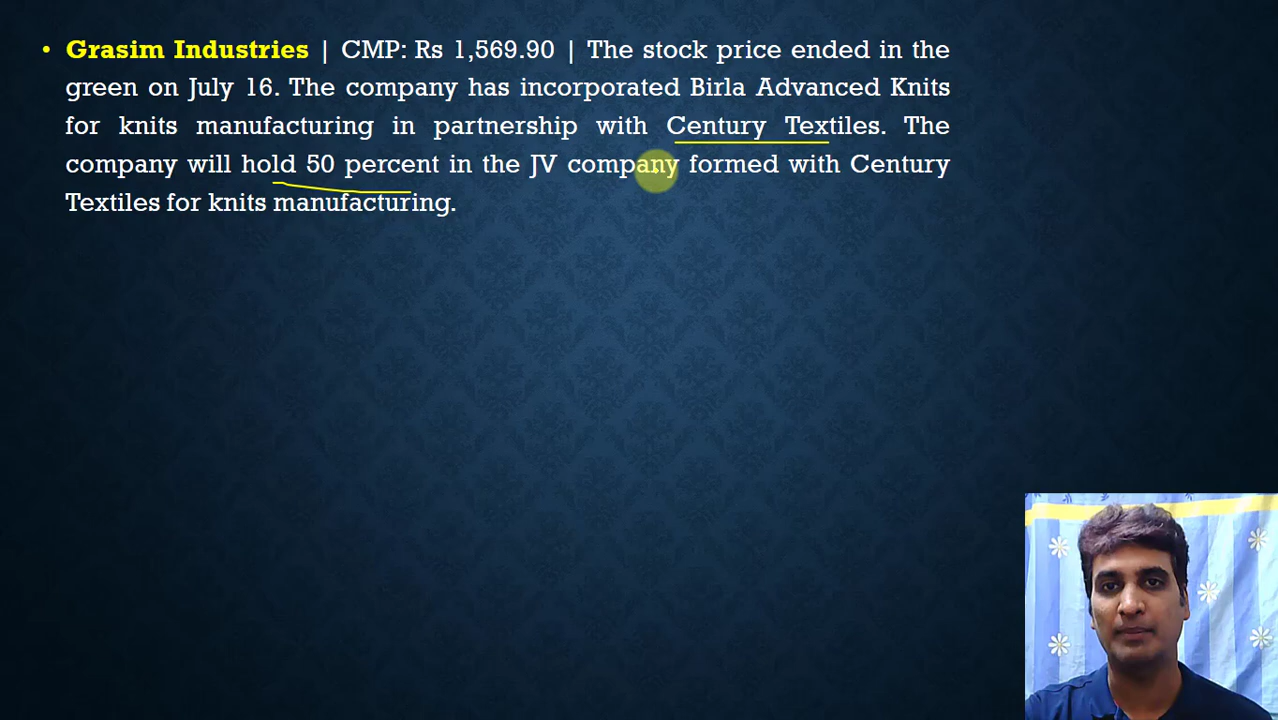 • Grasim Industries | CMP: Rs 1,569.90 | The stock price ended in the
green on July 16. The company has incorporated Birla Advanced Knits
for knits manufacturing in partnership with Century Textiles. The
company will hold 50 percent in the JV company formed with Century
Textiles for knits manufacturing.